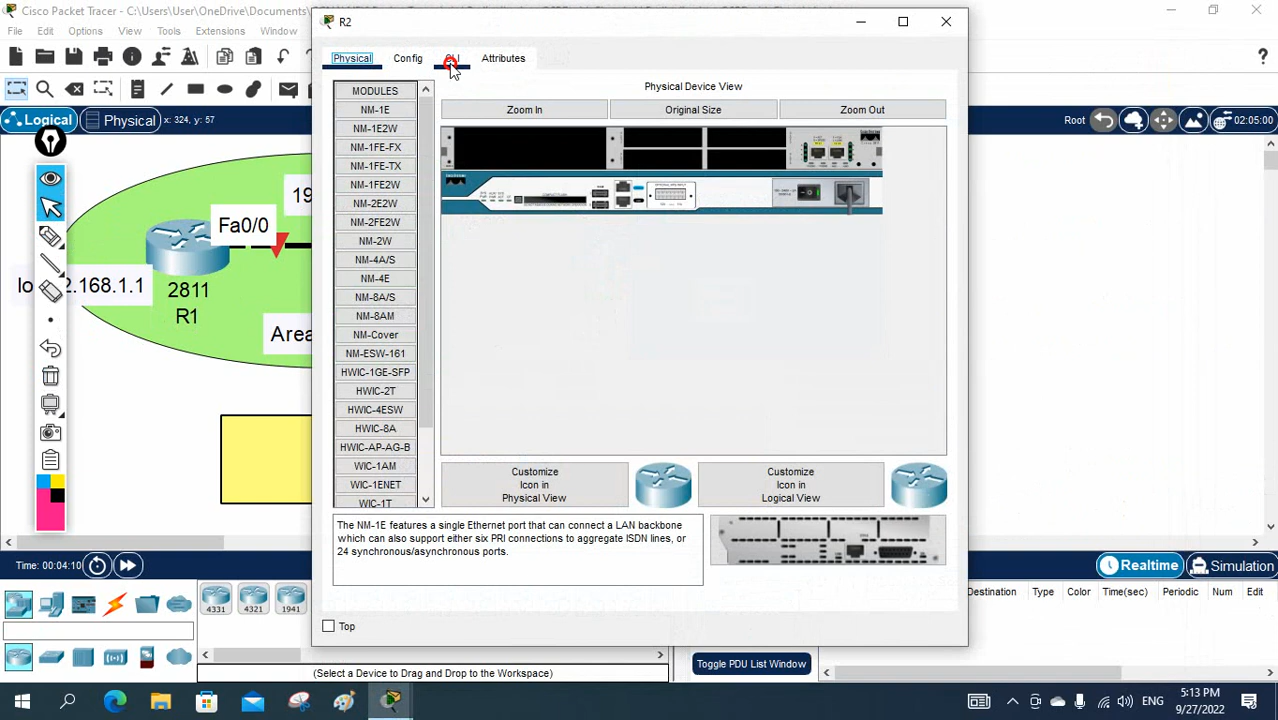 Cisco Packet Tracer
C:\Users\User\OneDrive\Documents
File Edit Options View Tools Extensions Window
Logical
Physical
x: 324, y: 57
Root
02:05:00
19
Fa0/0
lo
2.168.1.1
2811
R1
Area
R2
Physical Config CLI Attributes
MODULES
NM-1E
NM-1E2W
NM-1FE-FX
NM-1FE-TX
NM-1FE2W
NM-2E2W
NM-2FE2W
NM-2W
NM-4A/S
NM-4E
NM-8A/S
NM-8AM
NM-Cover
NM-ESW-161
HWIC-1GE-SFP
HWIC-2T
HWIC-4ESW
HWIC-8A
HWIC-AP-AG-B
WIC-1AM
WIC-1ENET
WIC-1T
Physical Device View
Zoom In
Original Size
Zoom Out
Customize
Icon in
Physical View
Customize
Icon in
Logical View
The NM-1E features a single Ethernet port that can connect a LAN backbone
which can also support either six PRI connections to aggregate ISDN lines, or
24 synchronous/asynchronous ports.
Top
Time: 00:04:10
Realtime
Simulation
4331
4321
1941
Destination Type Color Time(sec) Periodic Num Edit
(Select a Device to Drag and Drop to the Workspace)
Toggle PDU List Window
ENG
5:13 PM
9/27/2022